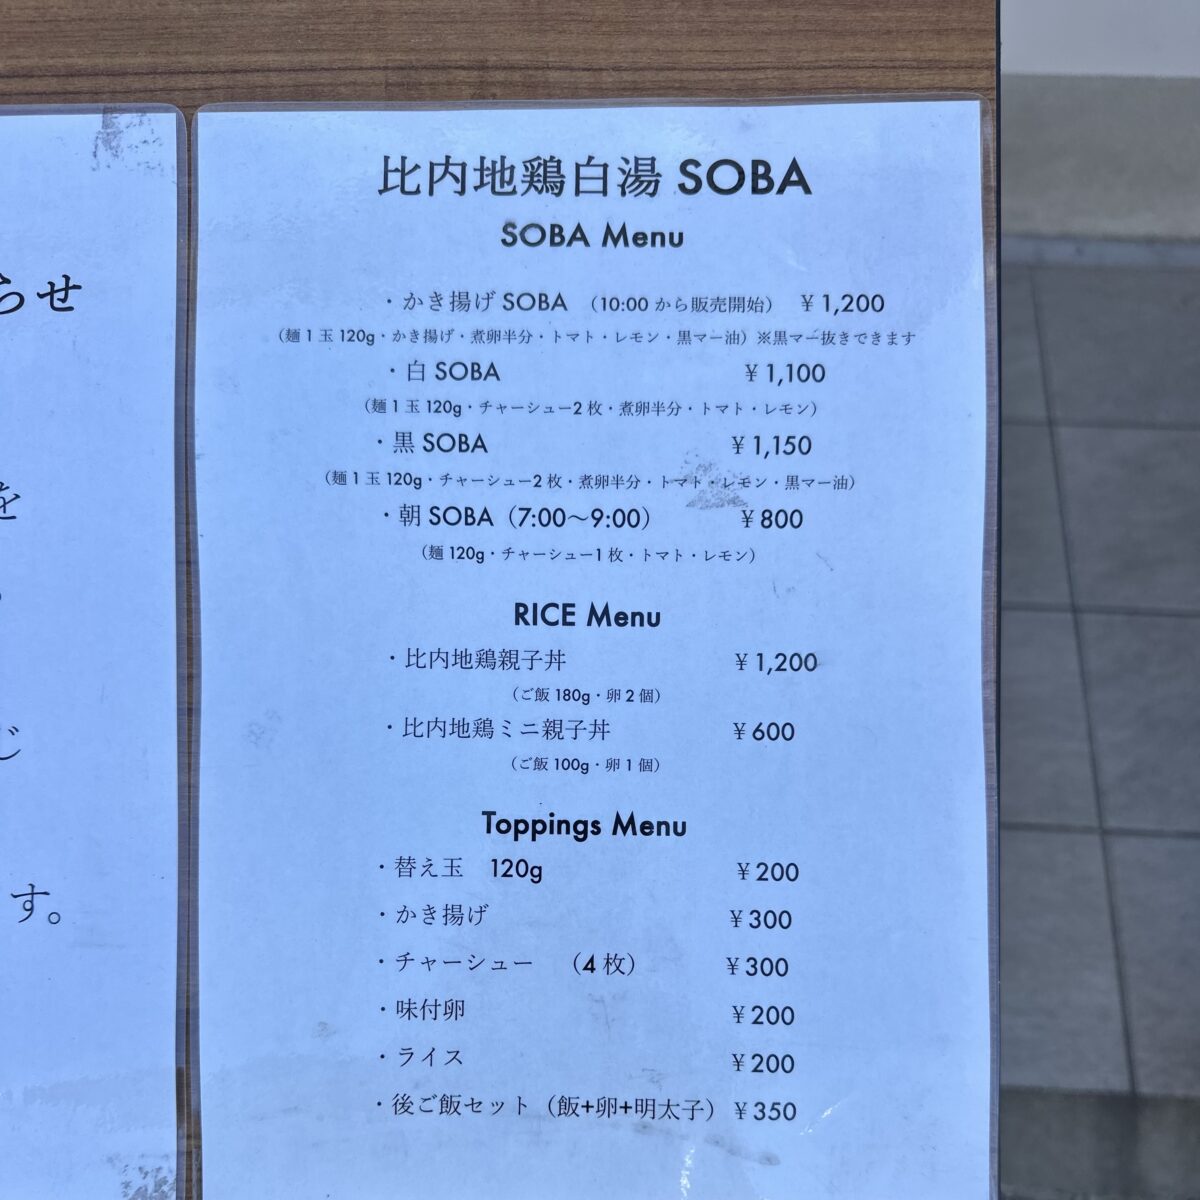 らせ
を
じ
す。
比内地鶏白湯 SOBA
SOBA Menu
・かき揚げ SOBA (10:00 から販売開始) ￥1,200
(麺 1 玉 120g・かき揚げ・煮卵半分・トマト・レモン・黒マー油) ※黒マー抜きできます
・白 SOBA ￥1,100
(麺 1 玉 120g・チャーシュー2 枚・煮卵半分・トマト・レモン)
・黒 SOBA ￥1,150
(麺 1 玉 120g・チャーシュー2 枚・煮卵半分・トマト・レモン・黒マー油)
・朝 SOBA (7:00〜9:00) ￥800
(麺 120g・チャーシュー1 枚・トマト・レモン)
RICE Menu
・比内地鶏親子丼 ￥1,200
(ご飯 180g・卵 2 個)
・比内地鶏ミニ親子丼 ￥600
(ご飯 100g・卵 1 個)
Toppings Menu
・替え玉 120g ￥200
・かき揚げ ￥300
・チャーシュー (4 枚) ￥300
・味付卵 ￥200
・ライス ￥200
・後ご飯セット (飯+卵+明太子) ￥350